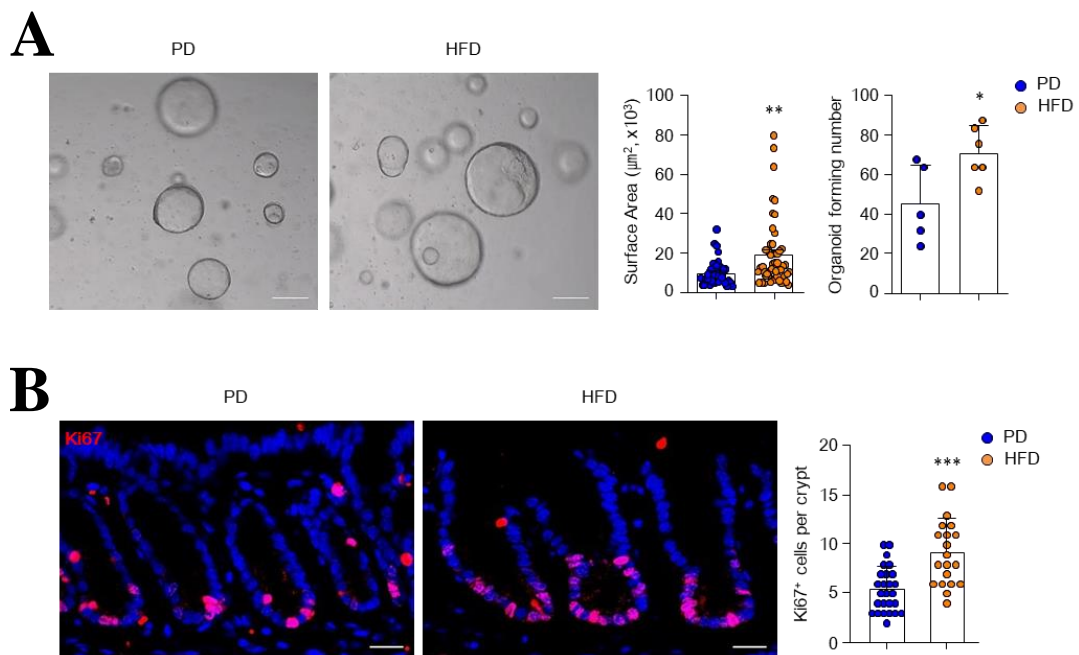 A
PD
HFD
Surface Area (μm², x10³)
100
80
60
40
20
0
**
Organoid forming number
100
80
60
40
20
0
*
PD
HFD
B
PD
HFD
Ki67
Ki67⁺ cells per crypt
20
15
10
5
0
***
PD
HFD